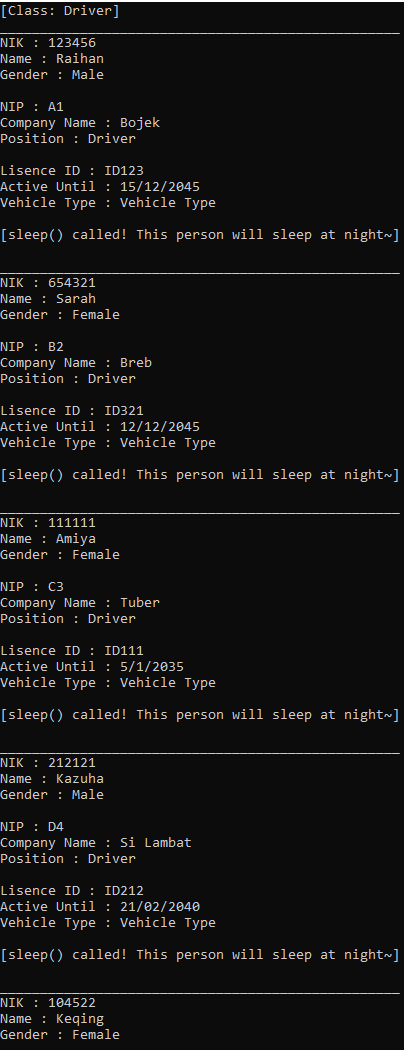 [Class: Driver]
__________________________________________________
NIK : 123456
Name : Raihan
Gender : Male
NIP : A1
Company Name : Bojek
Position : Driver
Lisence ID : ID123
Active Until : 15/12/2045
Vehicle Type : Vehicle Type
[sleep() called! This person will sleep at night~]
__________________________________________________
NIK : 654321
Name : Sarah
Gender : Female
NIP : B2
Company Name : Breb
Position : Driver
Lisence ID : ID321
Active Until : 12/12/2045
Vehicle Type : Vehicle Type
[sleep() called! This person will sleep at night~]
__________________________________________________
NIK : 111111
Name : Amiya
Gender : Female
NIP : C3
Company Name : Tuber
Position : Driver
Lisence ID : ID111
Active Until : 5/1/2035
Vehicle Type : Vehicle Type
[sleep() called! This person will sleep at night~]
__________________________________________________
NIK : 212121
Name : Kazuha
Gender : Male
NIP : D4
Company Name : Si Lambat
Position : Driver
Lisence ID : ID212
Active Until : 21/02/2040
Vehicle Type : Vehicle Type
[sleep() called! This person will sleep at night~]
__________________________________________________
NIK : 104522
Name : Keqing
Gender : Female